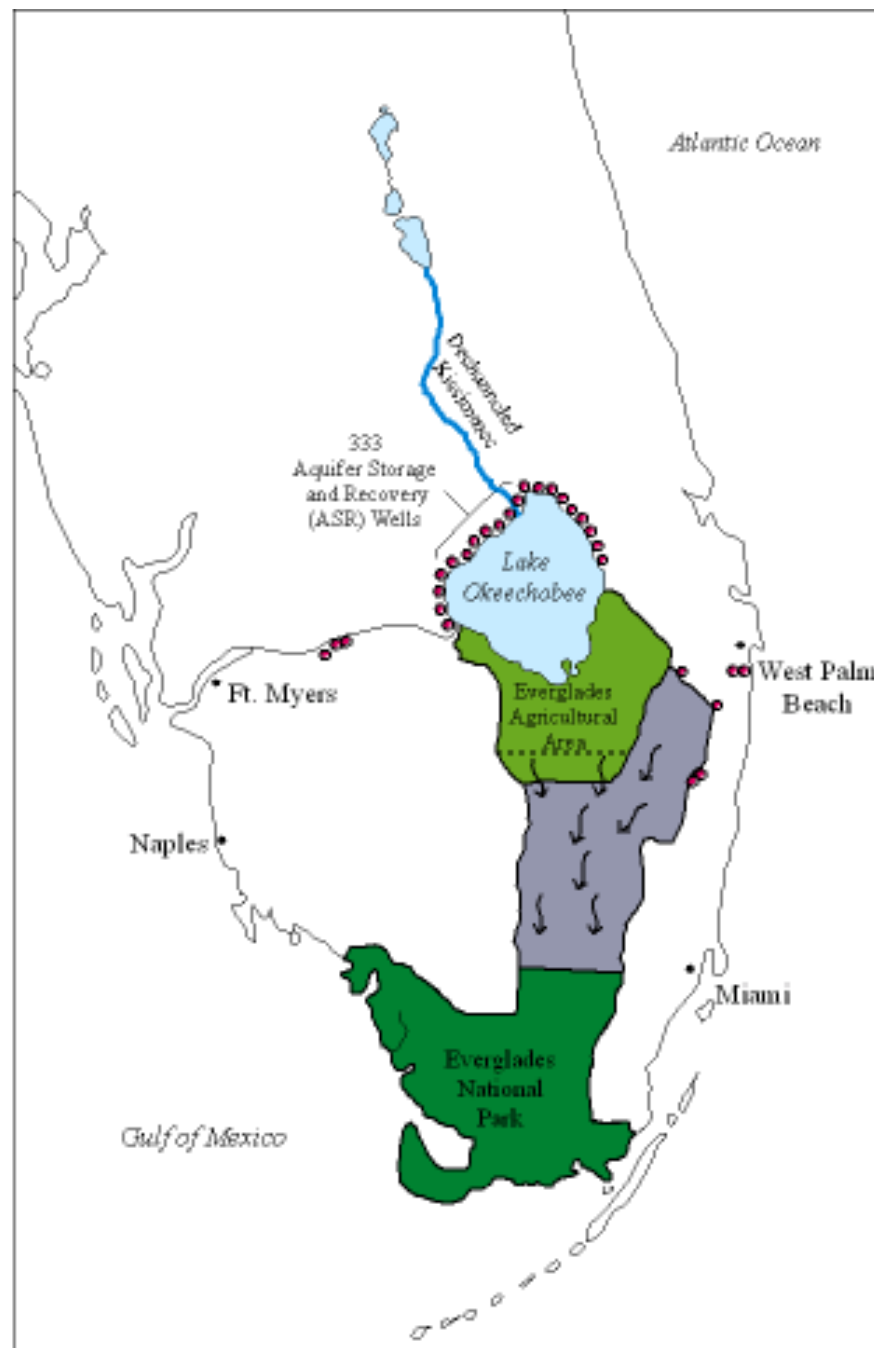 Atlantic Ocean
Dechanneled
Kissimmee
333
Aquifer Storage
and Recovery
(ASR) Wells
Lake
Okeechobee
West Palm
Beach
Ft. Myers
Everglades
Agricultural
Area
Naples
Miami
Everglades
National
Park
Gulf of Mexico